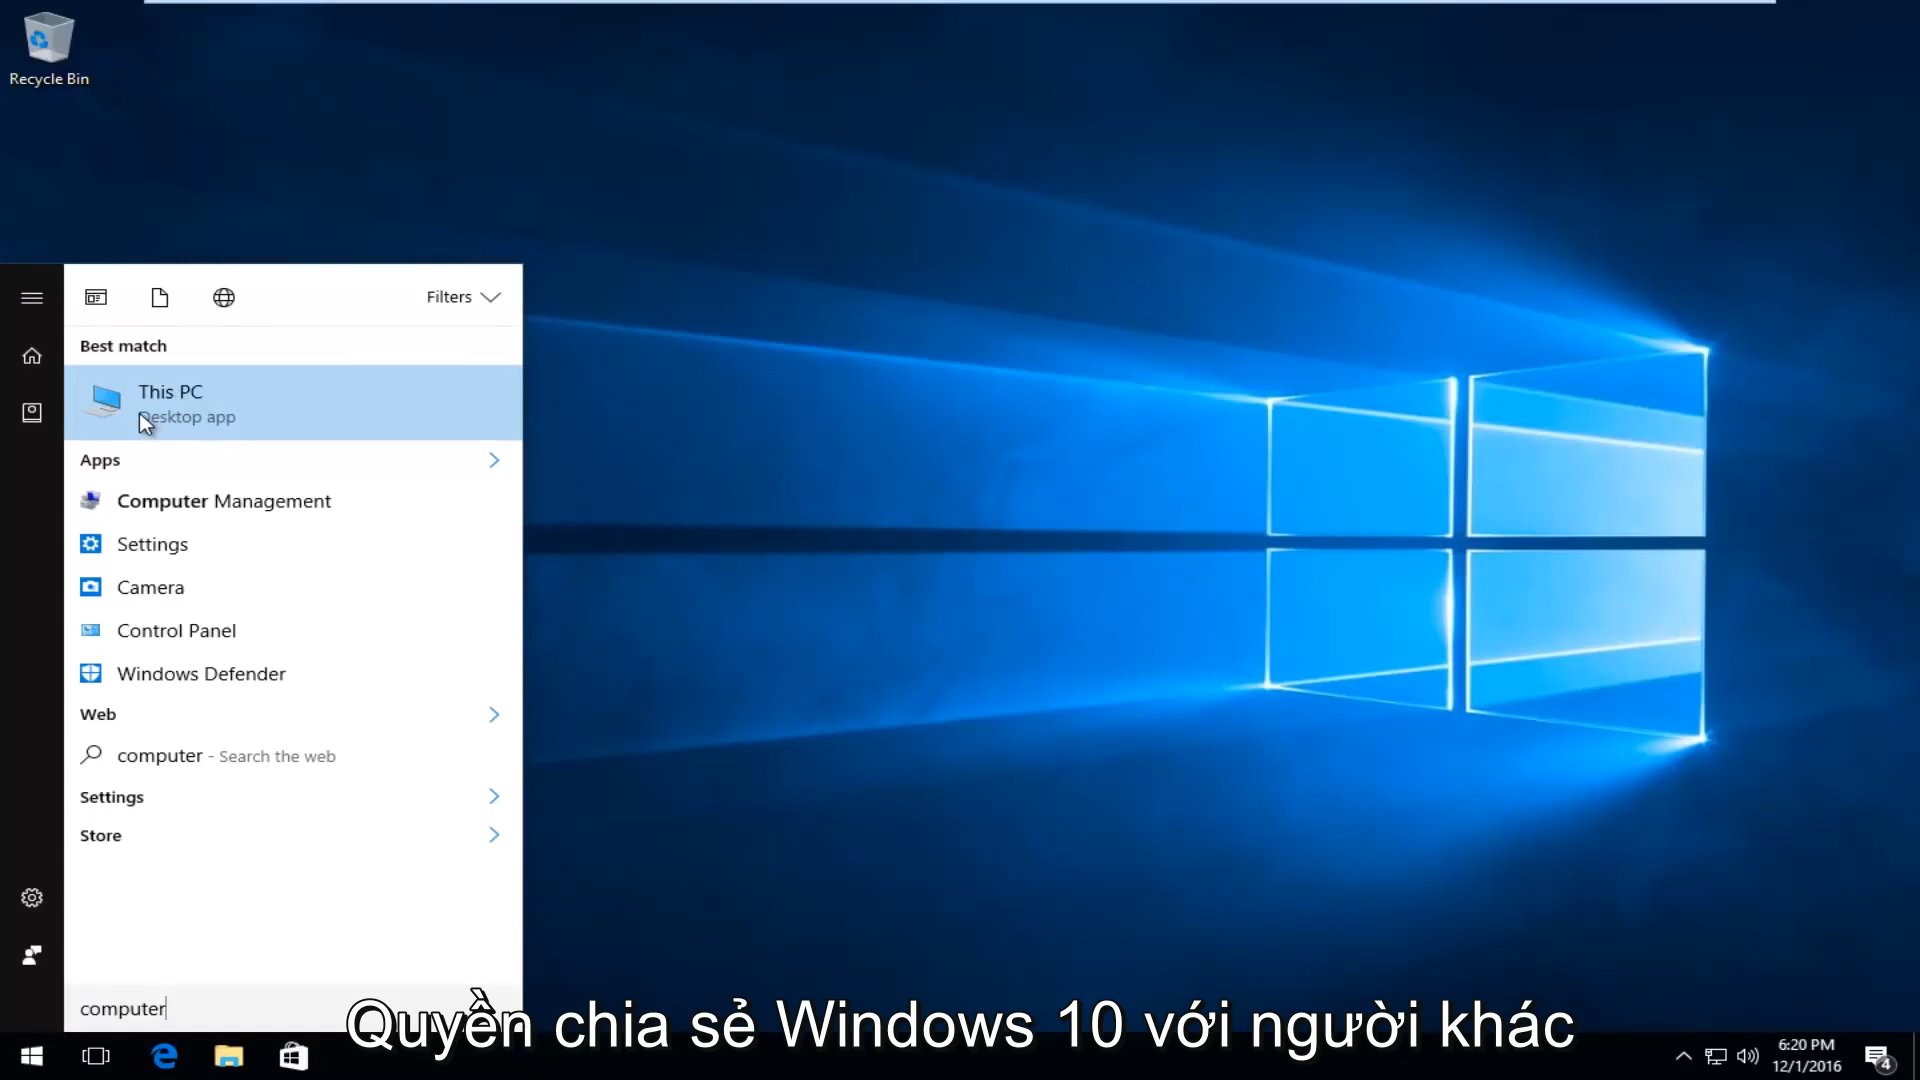 Recycle Bin
Filters
Best match
This PC
Desktop app
Apps
Computer Management
Settings
Camera
Control Panel
Windows Defender
Web
computer - Search the web
Settings
Store
computer
Quyền chia sẻ Windows 10 với người khác
6:20 PM
12/1/2016
4